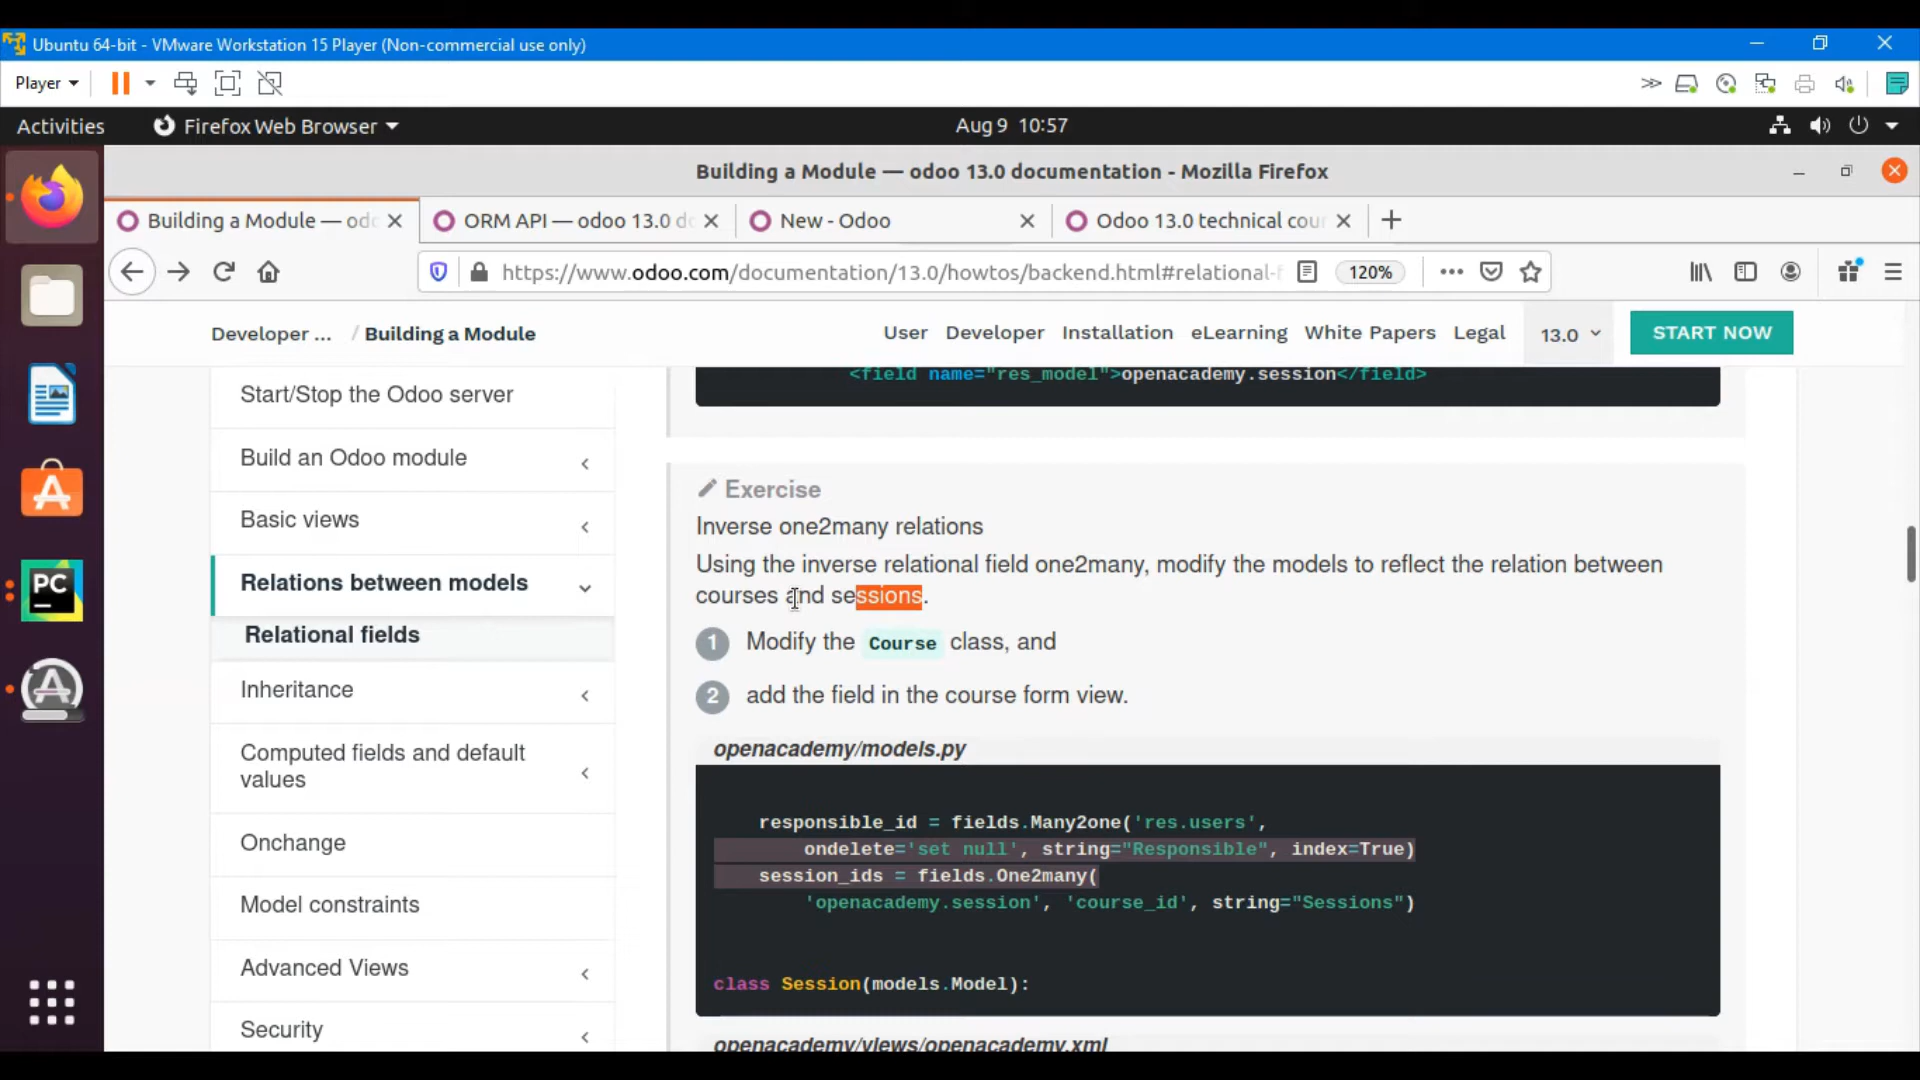 Ubuntu 64-bit - VMware Workstation 15 Player (Non-commercial use only)
Player
Activities
Firefox Web Browser
Aug 9 10:57
Building a Module — odoo 13.0 documentation - Mozilla Firefox
Building a Module — odo
ORM API — odoo 13.0 d
New - Odoo
Odoo 13.0 technical cour
https://www.odoo.com/documentation/13.0/howtos/backend.html#relational-f
120%
Developer ... / Building a Module
User Developer Installation eLearning White Papers Legal 13.0 START NOW
Start/Stop the Odoo server
Build an Odoo module
Basic views
Relations between models
Relational fields
Inheritance
Computed fields and default
values
Onchange
Model constraints
Advanced Views
Security
<field name="res_model">openacademy.session</field>
Exercise
Inverse one2many relations
Using the inverse relational field one2many, modify the models to reflect the relation between
courses and sessions.
1 Modify the Course class, and
2 add the field in the course form view.
openacademy/models.py
responsible_id = fields.Many2one('res.users',
ondelete='set null', string="Responsible", index=True)
session_ids = fields.One2many(
'openacademy.session', 'course_id', string="Sessions")
class Session(models.Model):
openacademy/views/openacademy.xml
PC